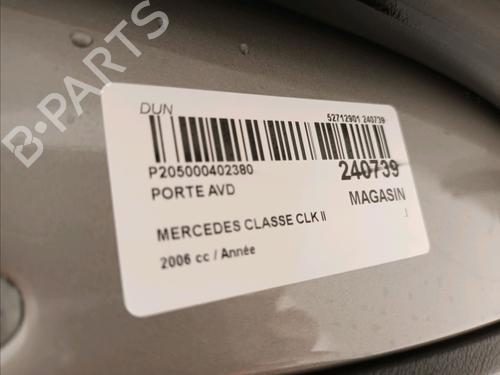 B-PARTS
DUN
52712901 240739
P205000402380
240739
PORTE AVD
MAGASIN
MERCEDES CLASSE CLK II
2006 cc / Année